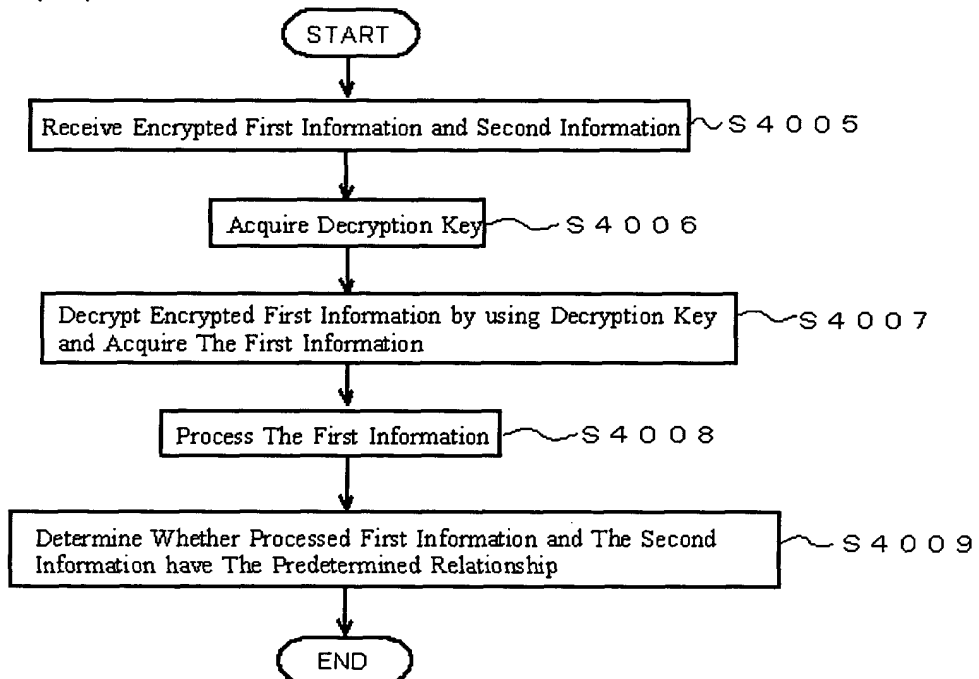 START
Receive Encrypted First Information and Second Information
S4005
Acquire Decryption Key
S4006
Decrypt Encrypted First Information by using Decryption Key
and Acquire The First Information
S4007
Process The First Information
S4008
Determine Whether Processed First Information and The Second
Information have The Predetermined Relationship
S4009
END